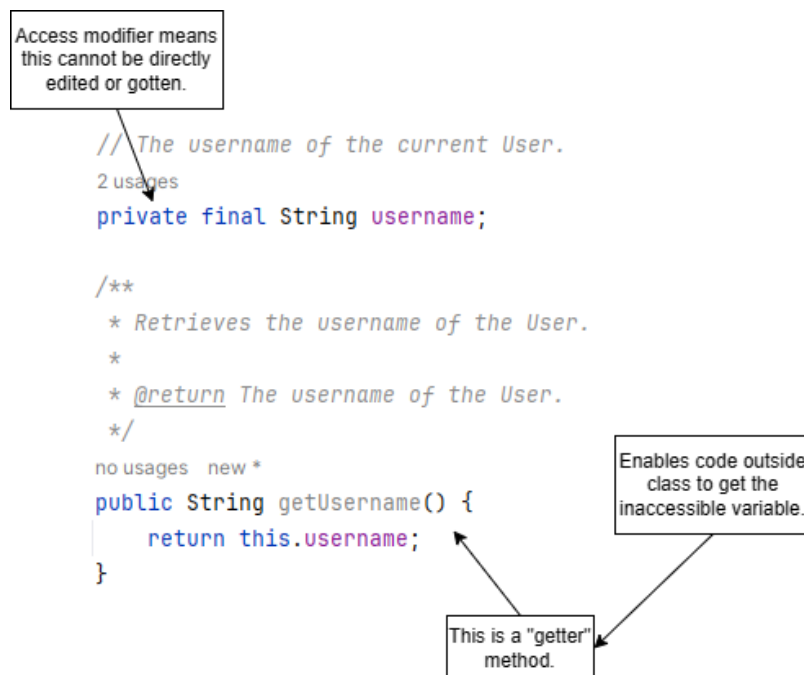 Access modifier means
this cannot be directly
edited or gotten.
// The username of the current User.
2 usages
private final String username;
/**
* Retrieves the username of the User.
*
* @return The username of the User.
*/
no usages new *
public String getUsername() {
return this.username;
}
Enables code outside
class to get the
inaccessible variable.
This is a "getter"
method.